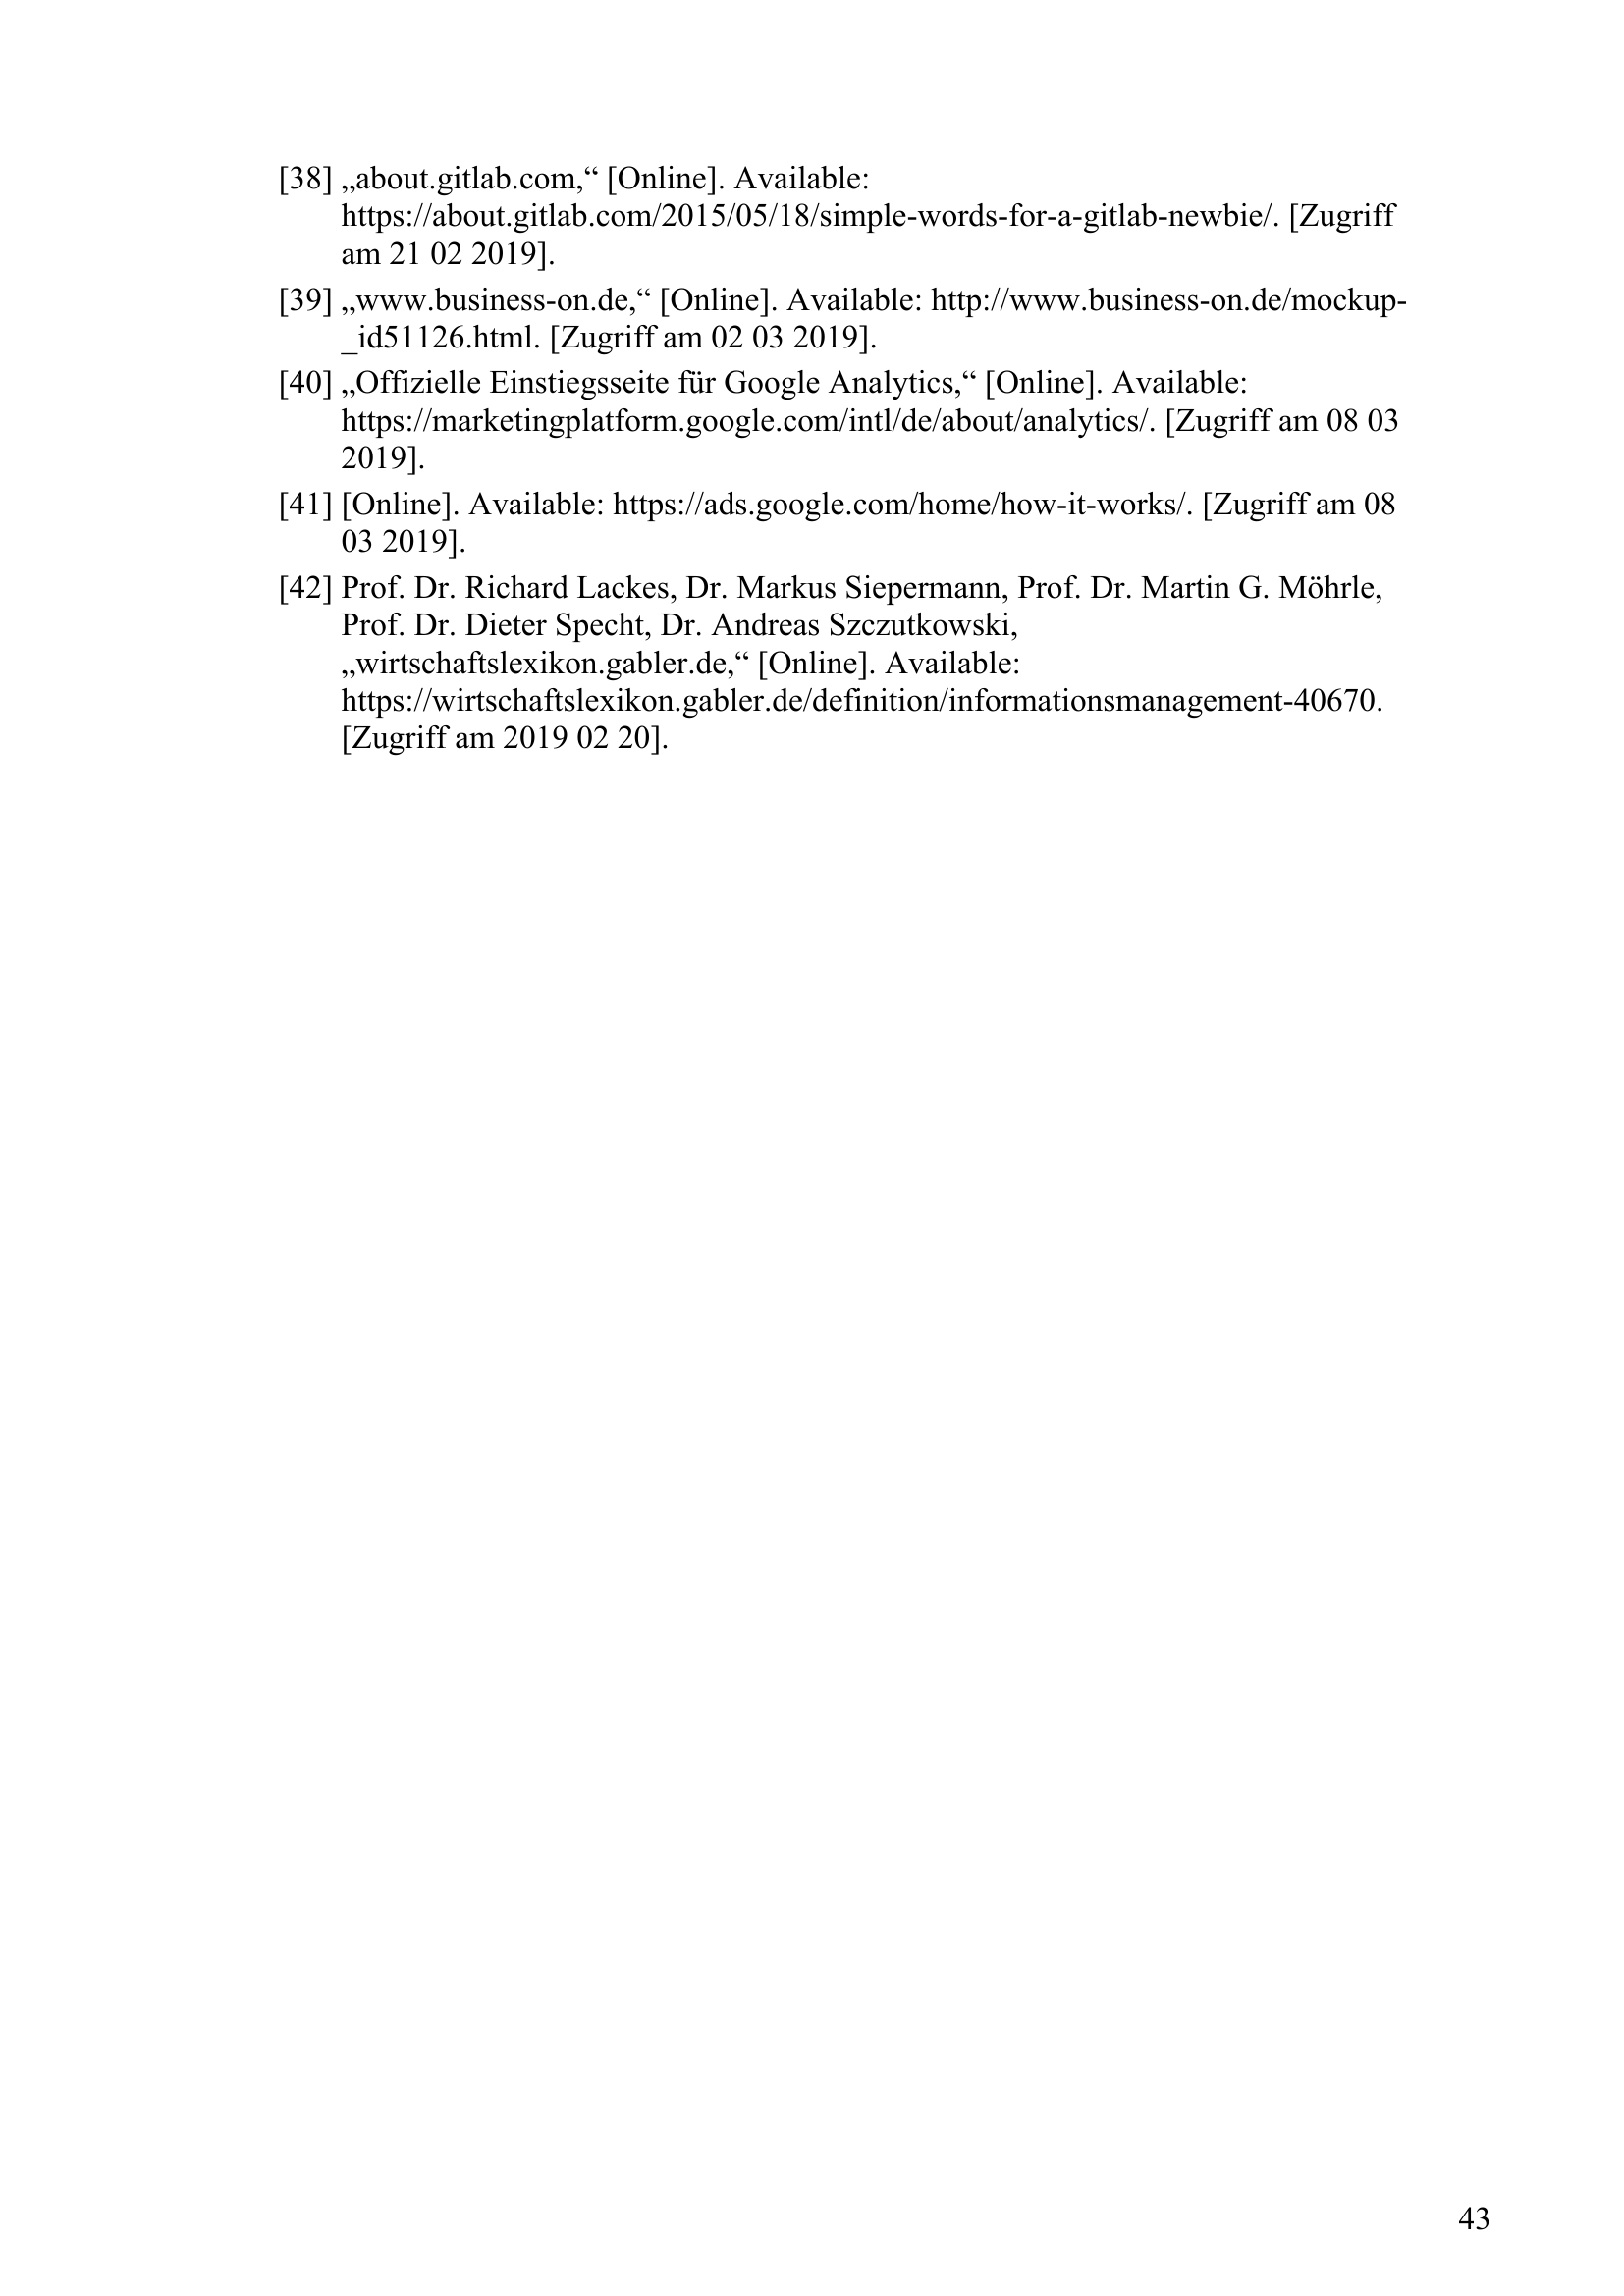 [38] „about.gitlab.com,“ [Online]. Available:
https://about.gitlab.com/2015/05/18/simple-words-for-a-gitlab-newbie/. [Zugriff
am 21 02 2019].
[39] „www.business-on.de,“ [Online]. Available: http://www.business-on.de/mockup-
_id51126.html. [Zugriff am 02 03 2019].
[40] „Offizielle Einstiegsseite für Google Analytics,“ [Online]. Available:
https://marketingplatform.google.com/intl/de/about/analytics/. [Zugriff am 08 03
2019].
[41] [Online]. Available: https://ads.google.com/home/how-it-works/. [Zugriff am 08
03 2019].
[42] Prof. Dr. Richard Lackes, Dr. Markus Siepermann, Prof. Dr. Martin G. Möhrle,
Prof. Dr. Dieter Specht, Dr. Andreas Szczutkowski,
„wirtschaftslexikon.gabler.de,“ [Online]. Available:
https://wirtschaftslexikon.gabler.de/definition/informationsmanagement-40670.
[Zugriff am 2019 02 20].
43